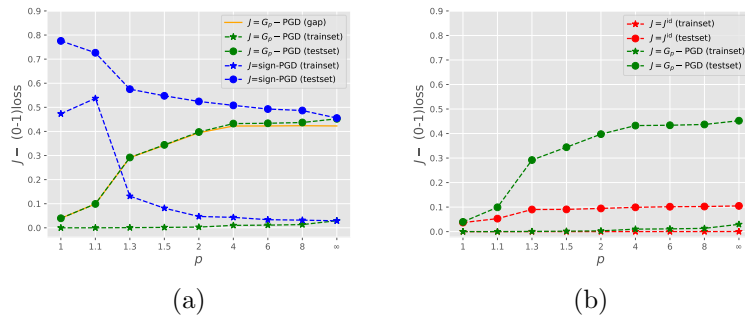 0.9
0.8
0.7
0.6
0.5
0.4
0.3
0.2
0.1
0.0
J − (0-1)loss
J = G_p − PGD (gap)
J = G_p − PGD (trainset)
J = G_p − PGD (testset)
J=sign-PGD (trainset)
J=sign-PGD (testset)
1 1.1 1.3 1.5 2 4 6 8 ∞
p
(a)
0.9
0.8
0.7
0.6
0.5
0.4
0.3
0.2
0.1
0.0
J − (0-1)loss
J = J^id (trainset)
J = J^id (testset)
J = G_p − PGD (trainset)
J = G_p − PGD (testset)
1 1.1 1.3 1.5 2 4 6 8 ∞
p
(b)